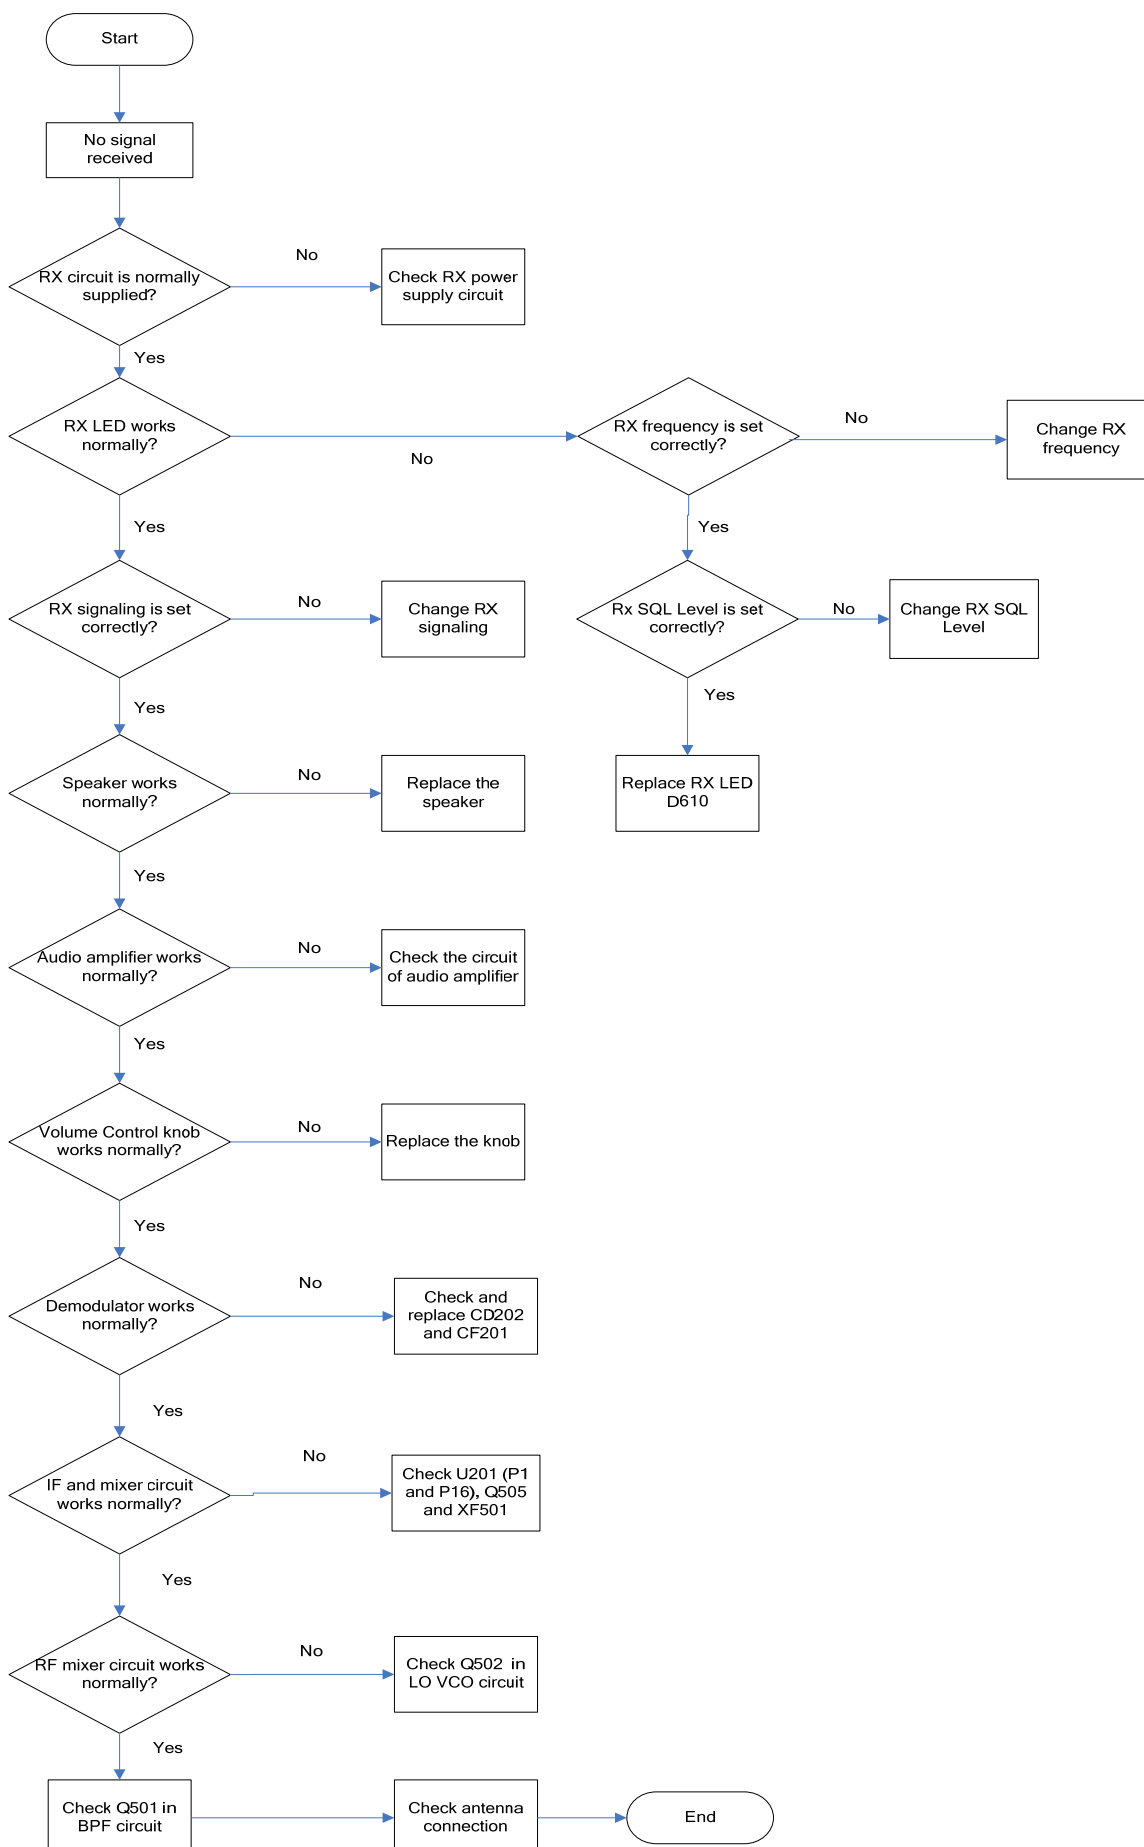 Start
No signal
received
RX circuit is normally
supplied?
No
Check RX power
supply circuit
Yes
RX LED works
normally?
No
RX frequency is set
correctly?
No
Change RX
frequency
Yes
Yes
RX signaling is set
correctly?
No
Change RX
signaling
Rx SQL Level is set
correctly?
No
Change RX SQL
Level
Yes
Yes
Speaker works
normally?
No
Replace the
speaker
Replace RX LED
D610
Yes
Audio amplifier works
normally?
No
Check the circuit
of audio amplifier
Yes
Volume Control knob
works normally?
No
Replace the knob
Yes
Demodulator works
normally?
No
Check and
replace CD202
and CF201
Yes
IF and mixer circuit
works normally?
No
Check U201 (P1
and P16), Q505
and XF501
Yes
RF mixer circuit works
normally?
No
Check Q502 in
LO VCO circuit
Yes
Check Q501 in
BPF circuit
Check antenna
connection
End